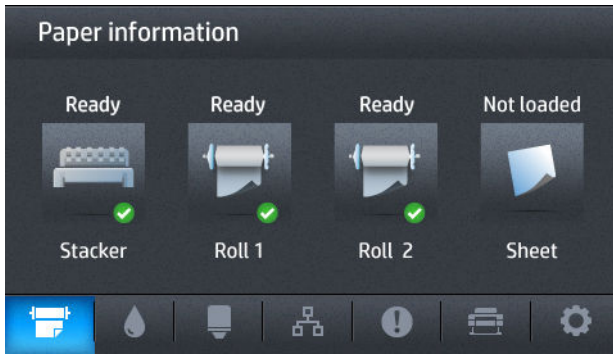 Paper information
Ready Ready Ready Not loaded
Stacker Roll 1 Roll 2 Sheet